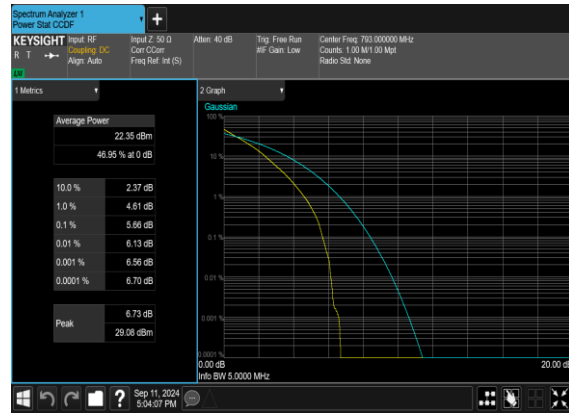 Spectrum Analyzer 1
Power Stat CCDF
+
KEYSIGHT
R T
LW
Input: RF
Coupling: DC
Align: Auto
Input Z: 50 Ω
Corr CCorr
Freq Ref: Int (S)
Atten: 40 dB
Trig: Free Run
#IF Gain: Low
Center Freq: 793.000000 MHz
Counts: 1.00 M/1.00 Mpt
Radio Std: None
1 Metrics
Average Power
22.35 dBm
46.95 % at 0 dB
10.0 % 2.37 dB
1.0 % 4.61 dB
0.1 % 5.66 dB
0.01 % 6.13 dB
0.001 % 6.56 dB
0.0001 % 6.70 dB
Peak
6.73 dB
29.08 dBm
2 Graph
Gaussian
100 %
10 %
1 %
0.1 %
0.01 %
0.001 %
0.0001 %
0.00 dB
20.00 dB
Info BW 5.0000 MHz
?
Sep 11, 2024
5:04:07 PM